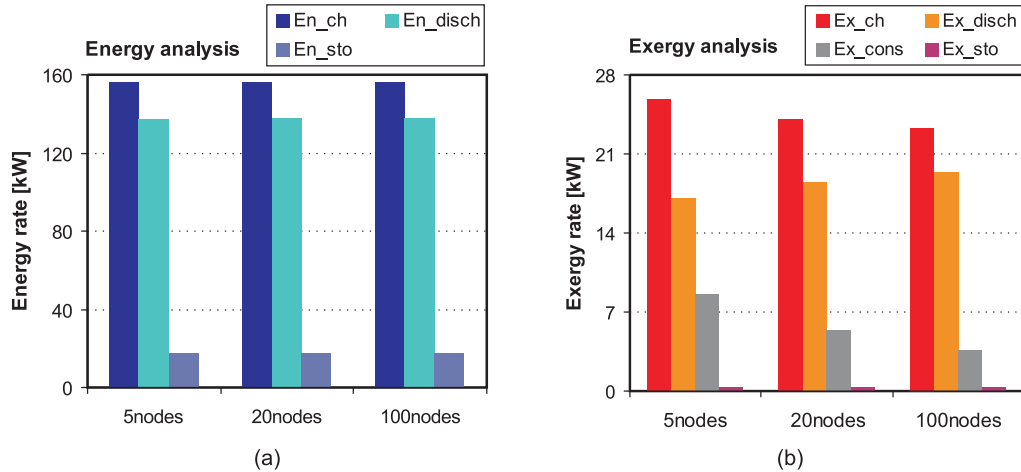 En_ch En_disch
En_sto
Energy analysis
Energy rate [kW]
160
120
80
40
0
5nodes 20nodes 100nodes
(a)
Ex_ch Ex_disch
Ex_cons Ex_sto
Exergy analysis
Exergy rate [kW]
28
21
14
7
0
5nodes 20nodes 100nodes
(b)